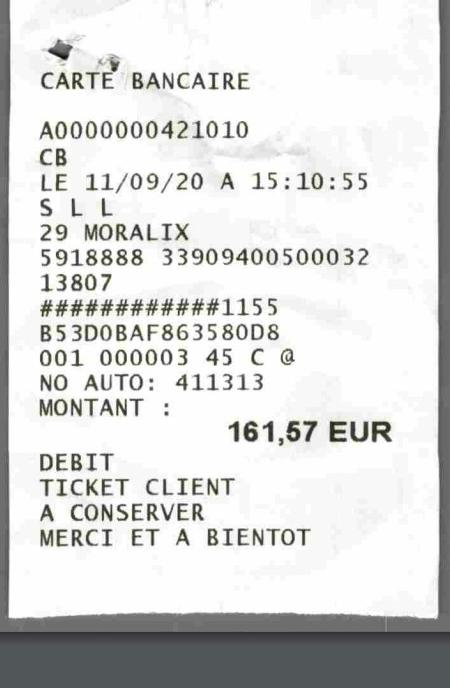 CARTE BANCAIRE
A0000000421010
CB
LE 11/09/20 A 15:10:55
S L L
29 MORALIX
5918888 33909400500032
13807
############1155
B53D0BAF863580D8
001 000003 45 C @
NO AUTO: 411313
MONTANT :
161,57 EUR
DEBIT
TICKET CLIENT
A CONSERVER
MERCI ET A BIENTOT